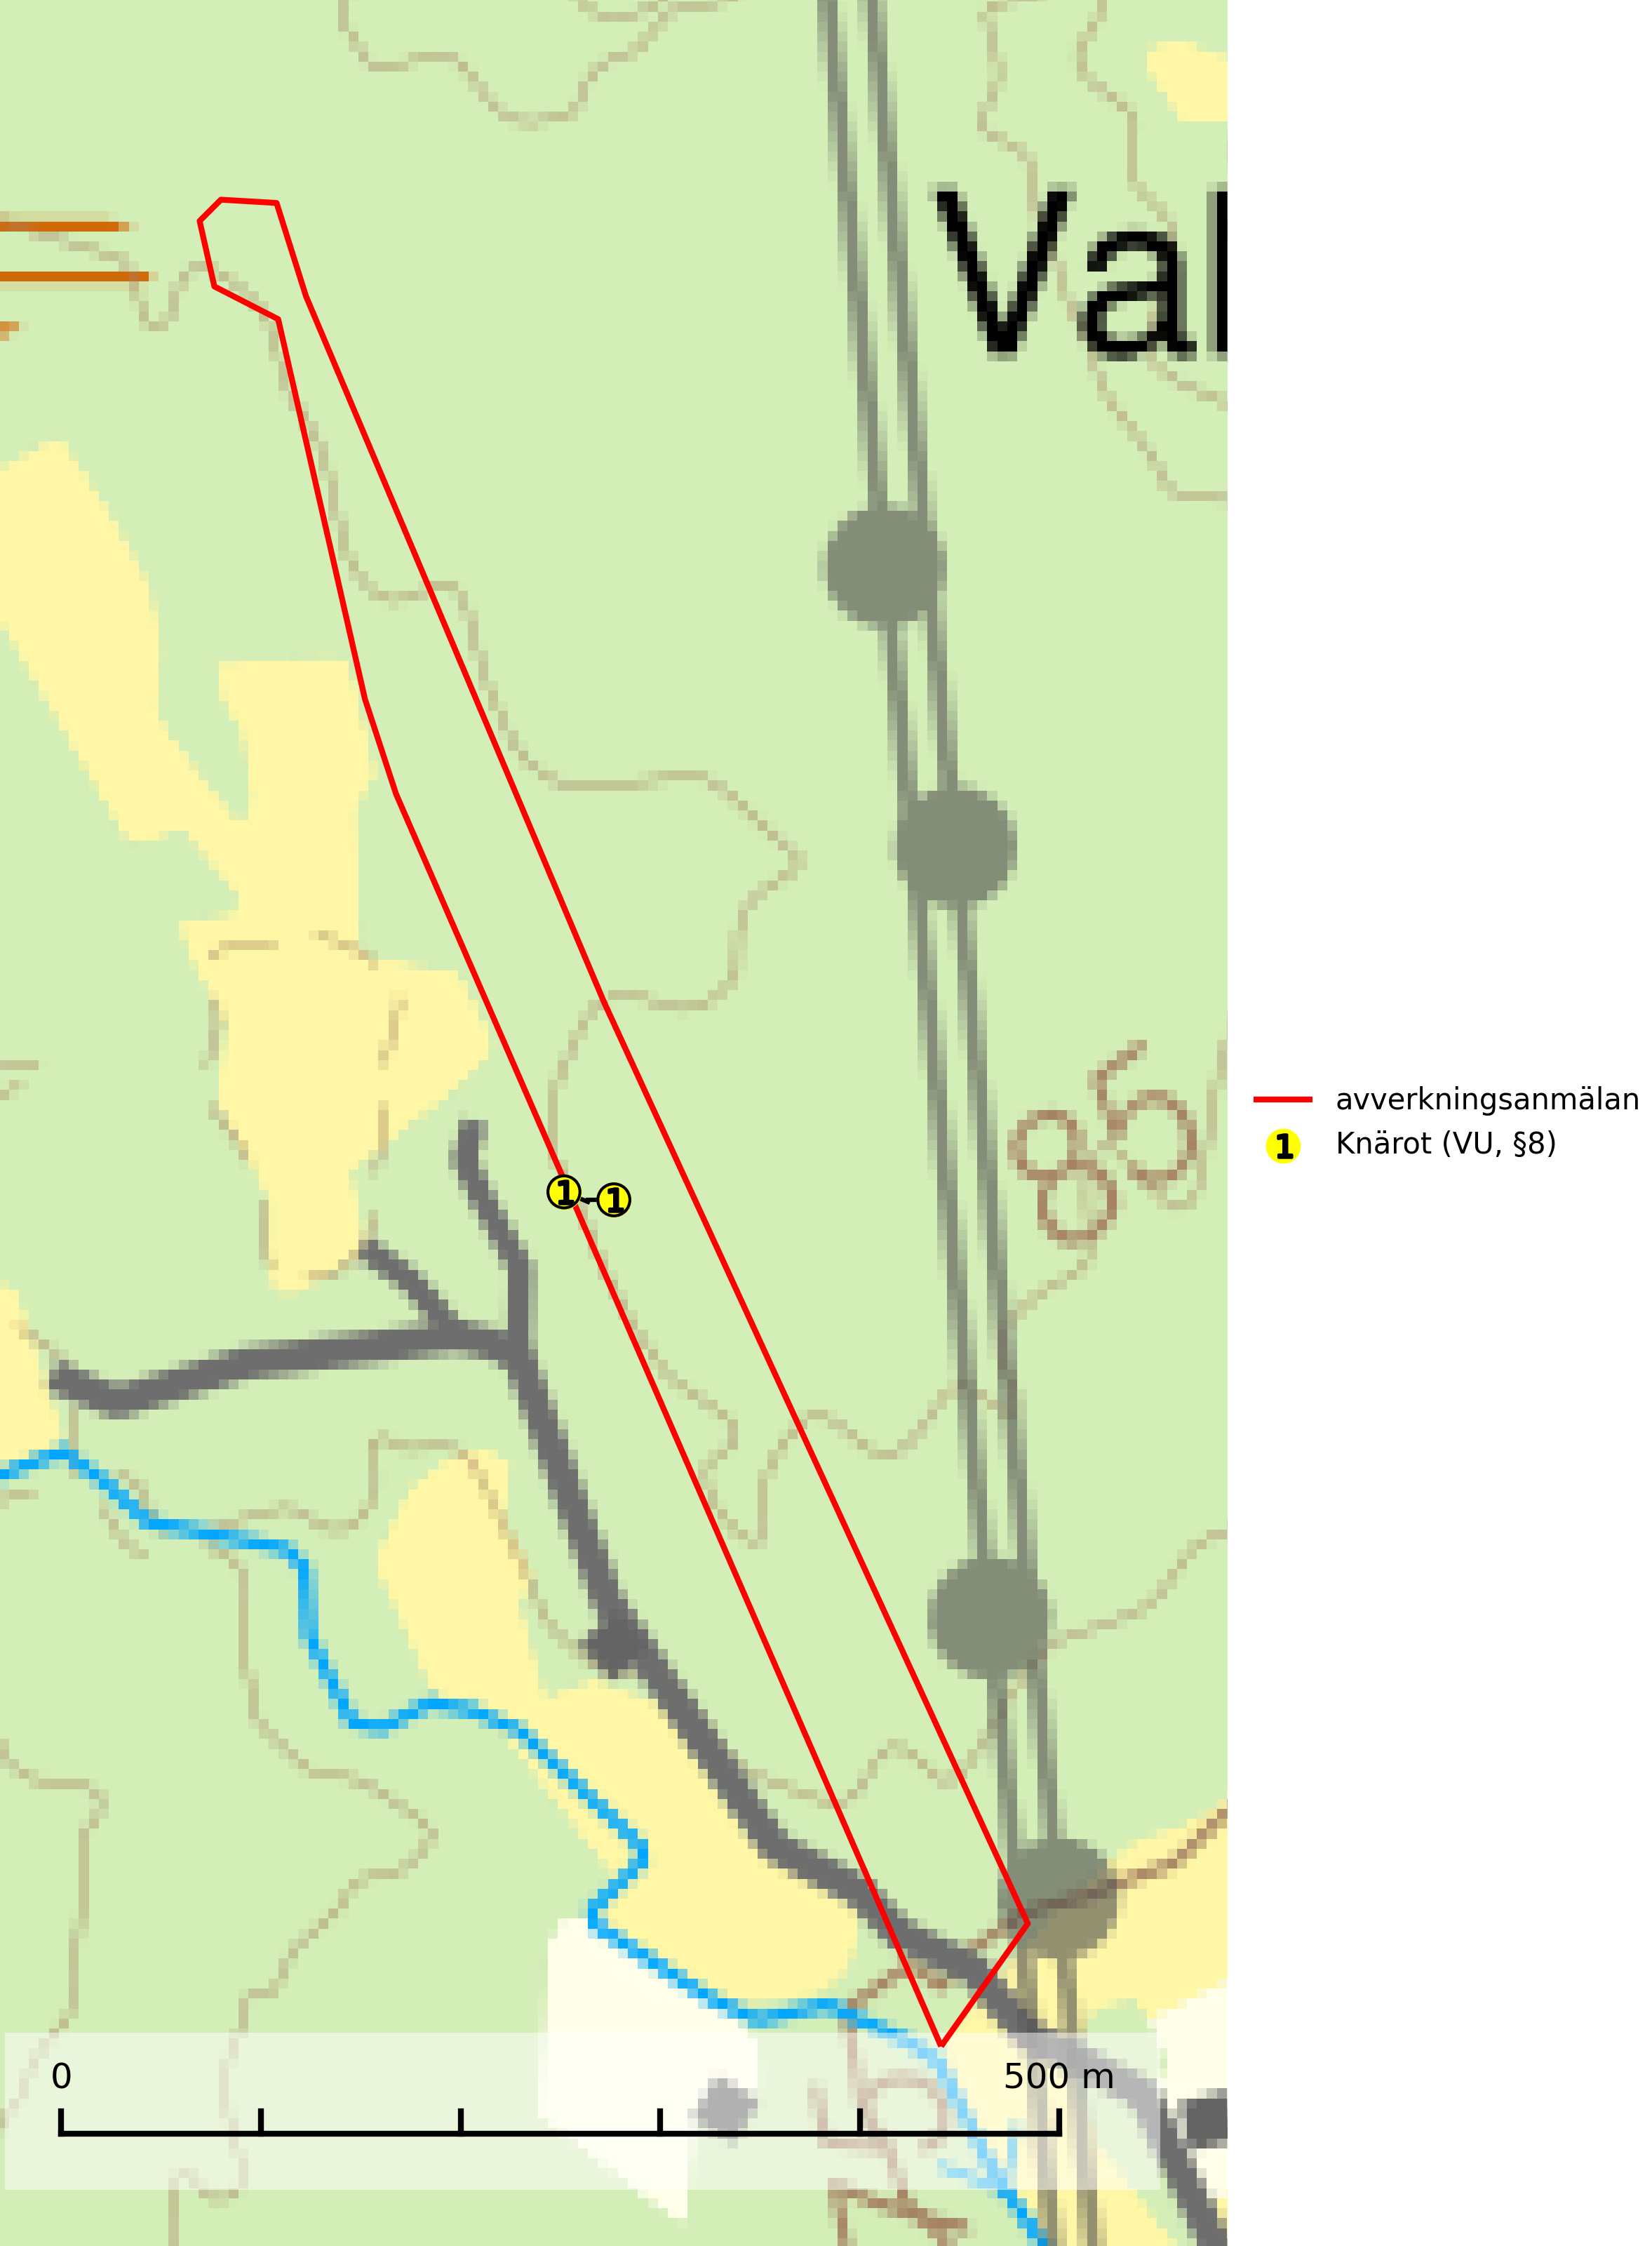 Val
85
avverkningsanmälan
1 Knärot (VU, §8)
1 1
0 500 m